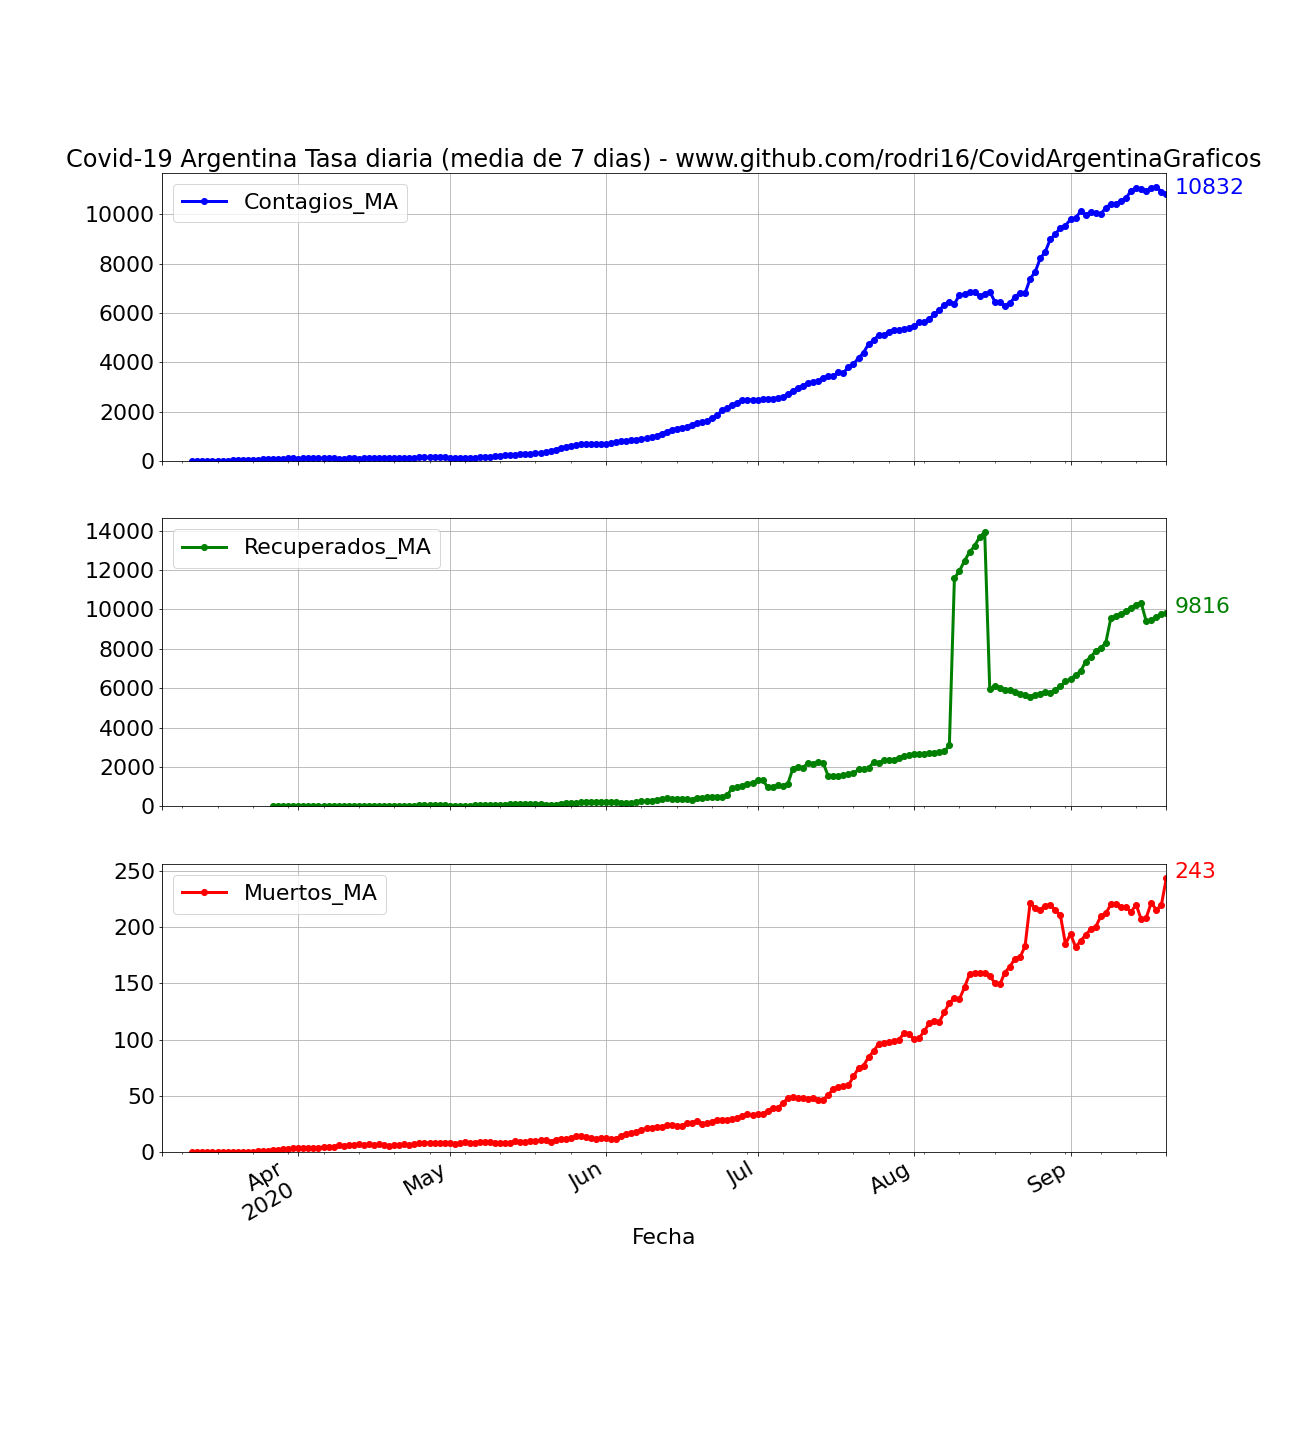 Covid-19 Argentina Tasa diaria (media de 7 dias) - www.github.com/rodri16/CovidArgentinaGraficos
10832
Contagios_MA
10000
8000
6000
4000
2000
0
14000
Recuperados_MA
12000
10000
9816
8000
6000
4000
2000
0
250
243
Muertos_MA
200
150
100
50
0
Apr
2020
May
Jun
Jul
Aug
Sep
Fecha